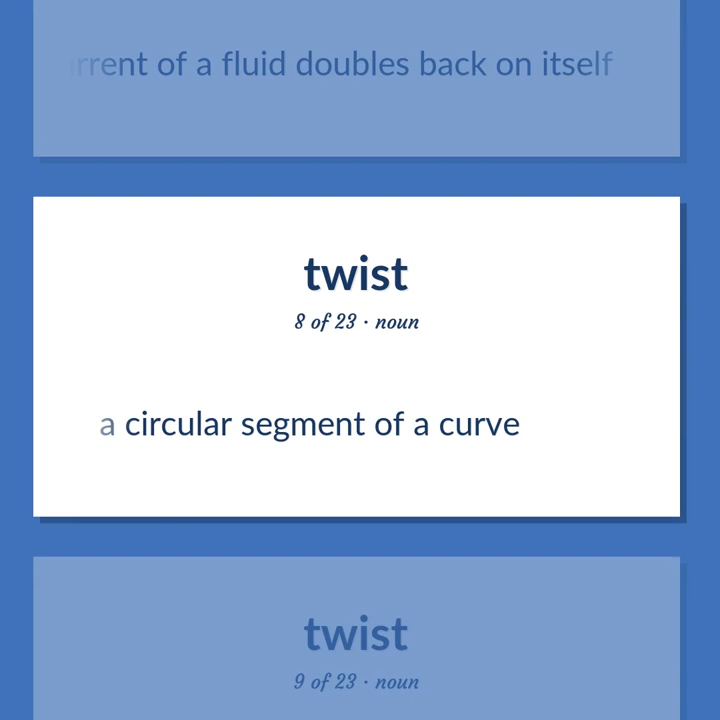 of a fluid doubles back on itself
twist
8 of 23 · noun
a circular segment of a curve
twist
9 of 23 · noun